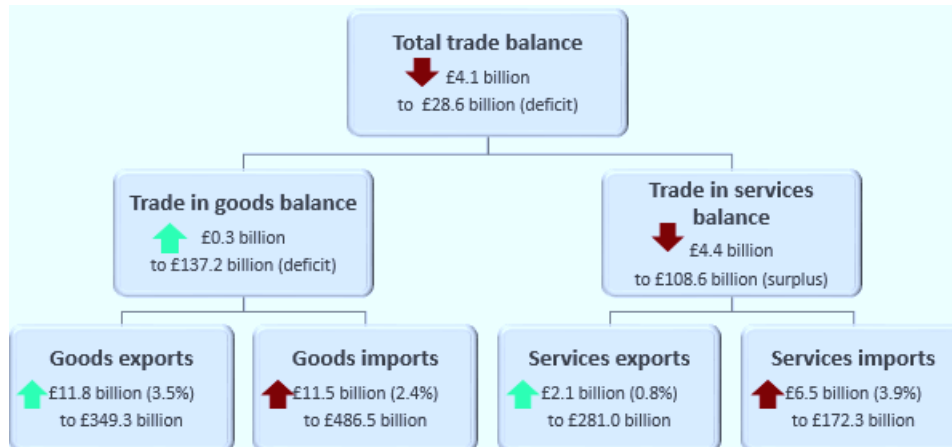 Total trade balance
£4.1 billion
to £28.6 billion (deficit)
Trade in goods balance
£0.3 billion
to £137.2 billion (deficit)
Trade in services
balance
£4.4 billion
to £108.6 billion (surplus)
Goods exports
£11.8 billion (3.5%)
to £349.3 billion
Goods imports
£11.5 billion (2.4%)
to £486.5 billion
Services exports
£2.1 billion (0.8%)
to £281.0 billion
Services imports
£6.5 billion (3.9%)
to £172.3 billion